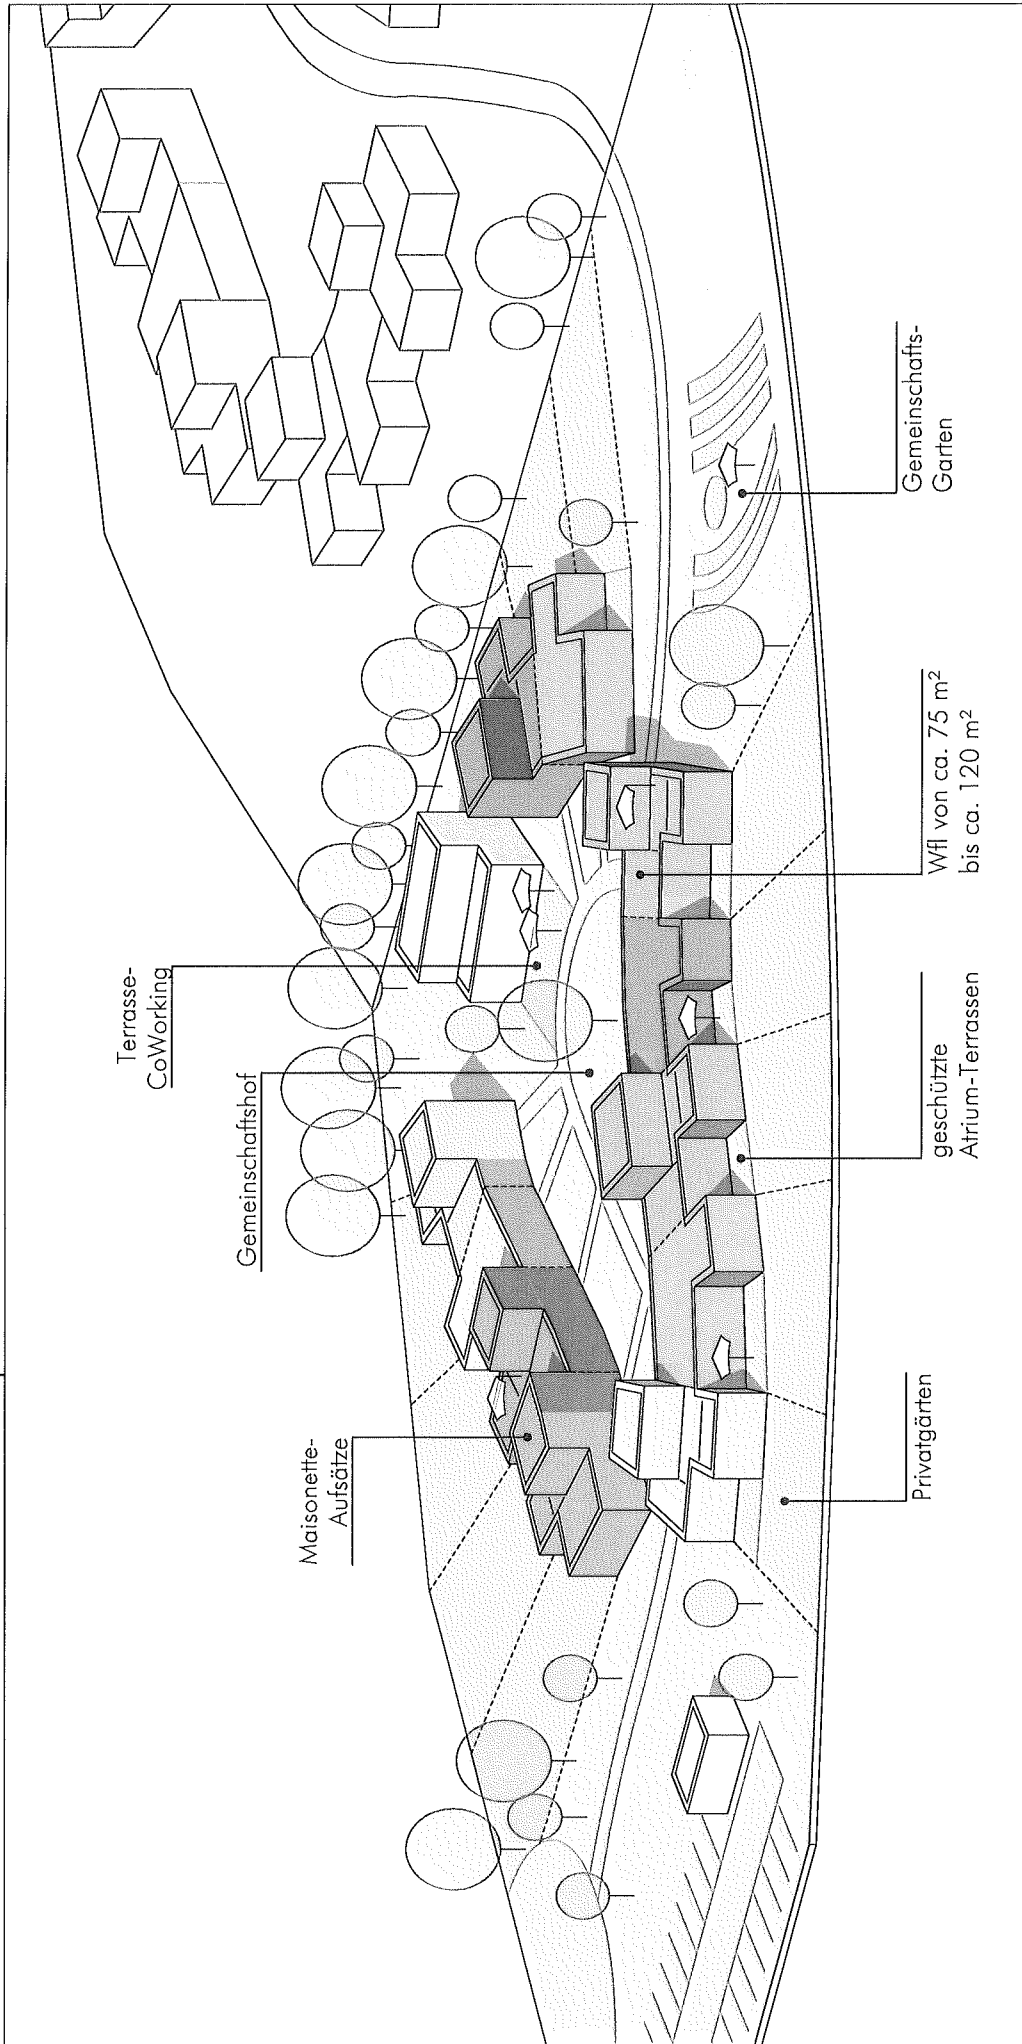 Maisonette-
Aufsätze
Gemeinschaftshof
Terrasse-
CoWorking
Privatgärten
geschützte
Atrium-Terrassen
Wfl von ca. 75 m²
bis ca. 120 m²
Gemeinschafts-
Garten